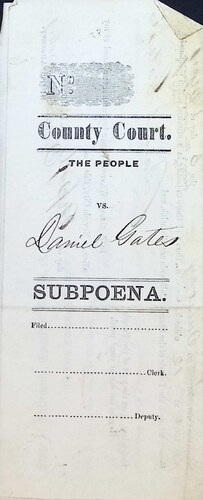 No.
County Court.
THE PEOPLE
vs.
Daniel Gates
SUBPOENA.
Filed
Clerk.
Deputy.